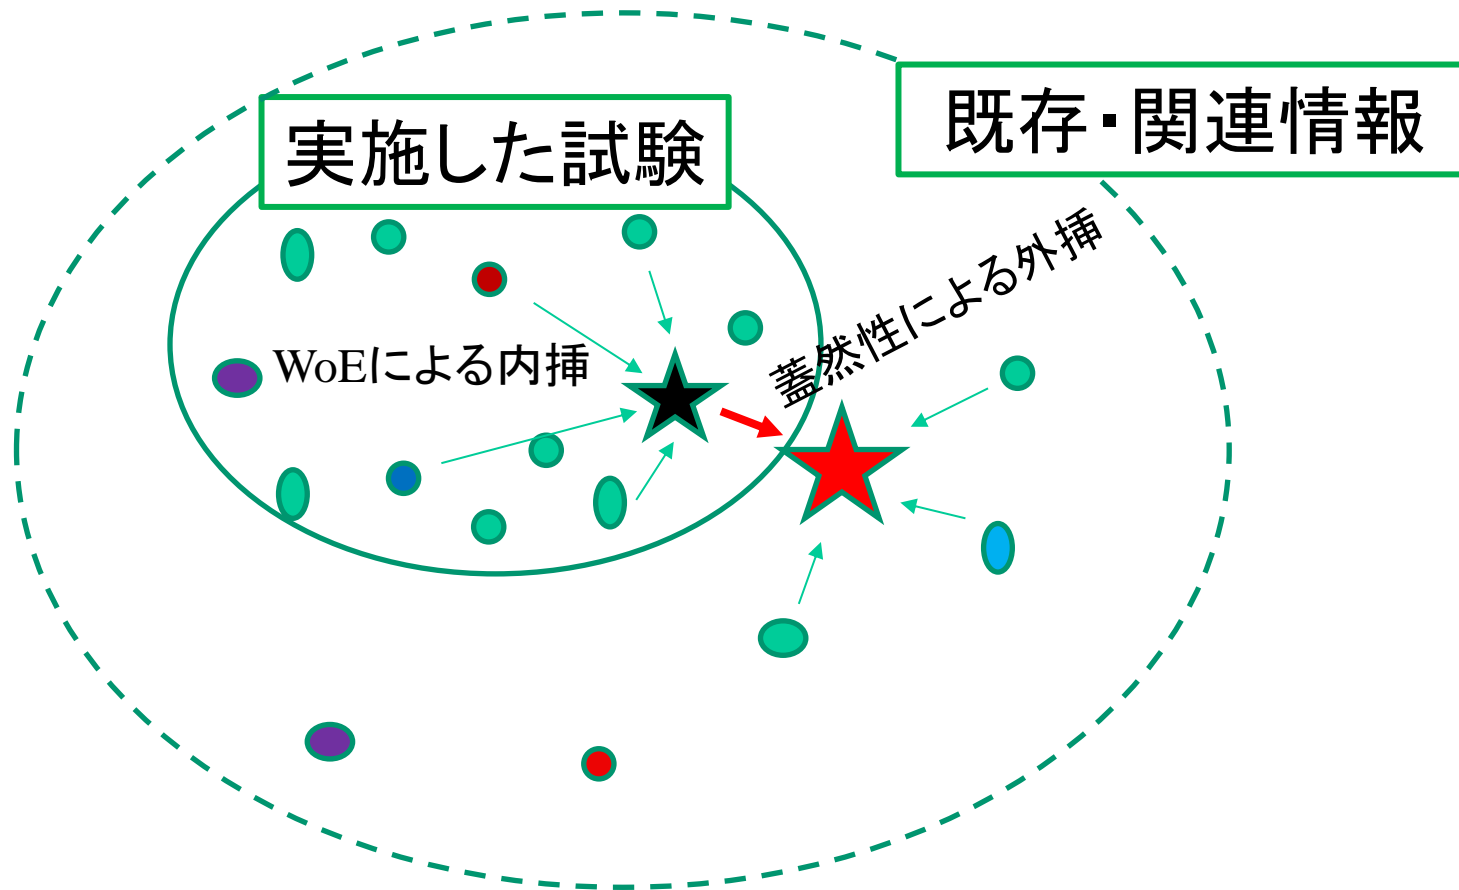 既存・関連情報
実施した試験
蓋然性による外挿
WoEによる内挿